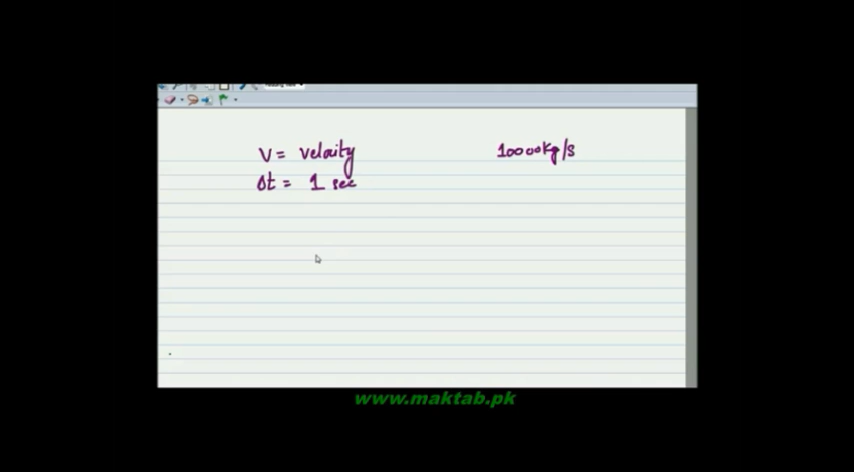 V = velocity 10000Kg/s
Δt = 1 sec
www.maktab.pk